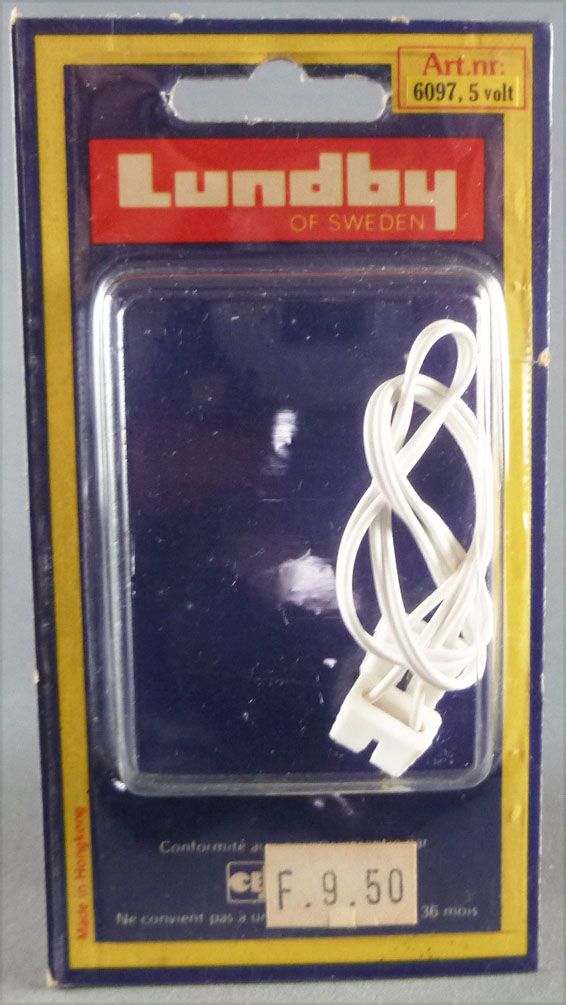 Art.nr:
6097, 5 volt
Lundby
OF SWEDEN
Made in Hongkong
Conformité
F. 9.50
Ne convient pas à 36 mois